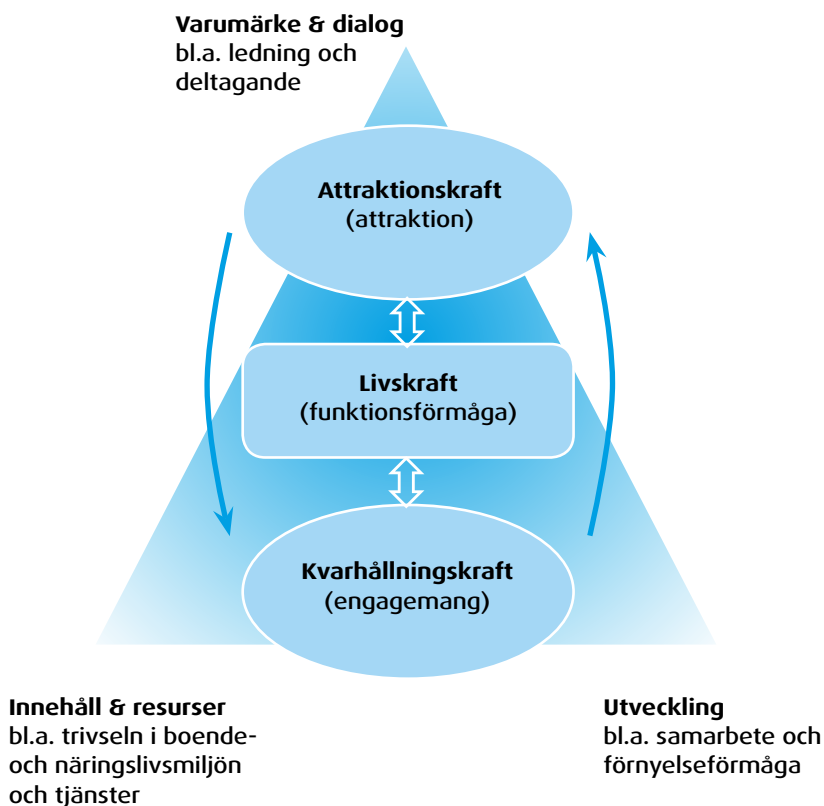 Varumärke & dialog
bl.a. ledning och
deltagande
Attraktionskraft
(attraktion)
Livskraft
(funktionsförmåga)
Kvarhållningskraft
(engagemang)
Innehåll & resurser
bl.a. trivseln i boende-
och näringslivsmiljön
och tjänster
Utveckling
bl.a. samarbete och
förnyelseförmåga